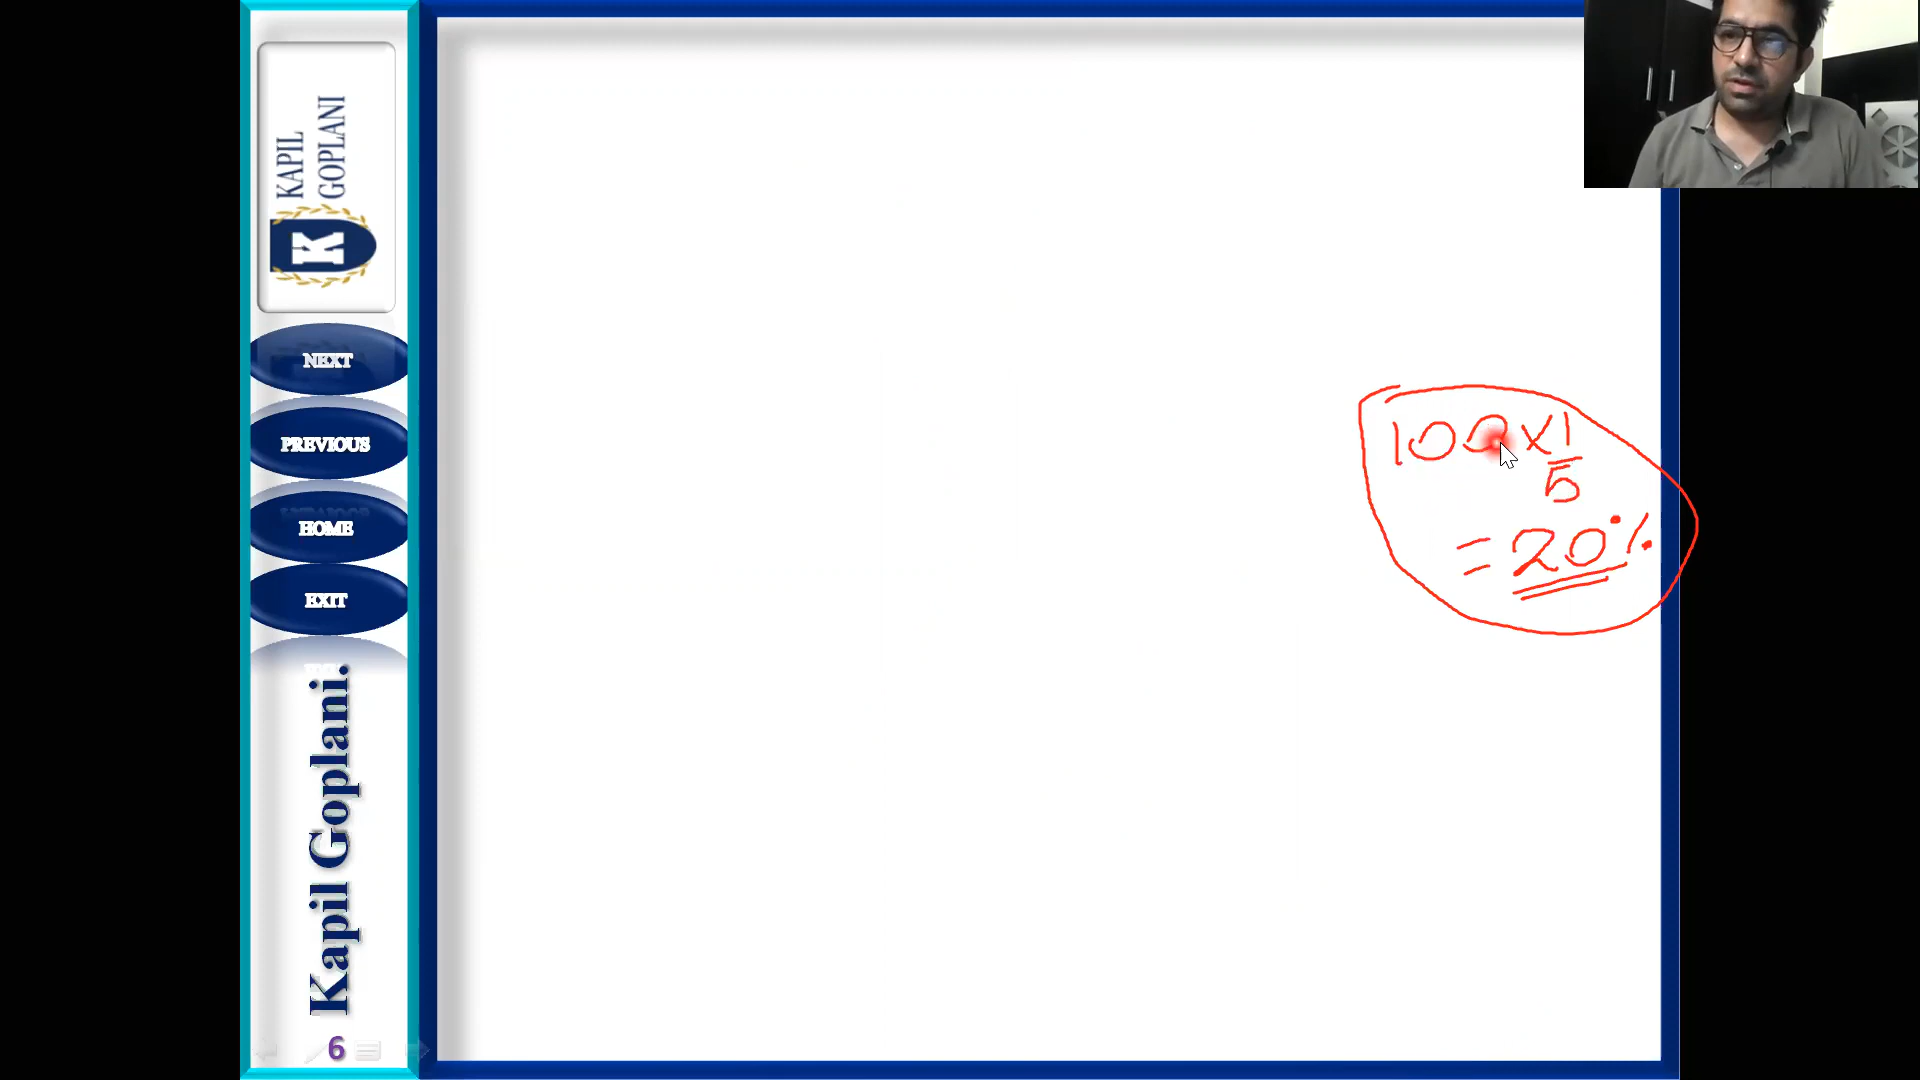 KAPIL
GOPLANI
K
NEXT
PREVIOUS
HOME
EXIT
Kapil Goplani.
6
100 × 1/5
= 20%